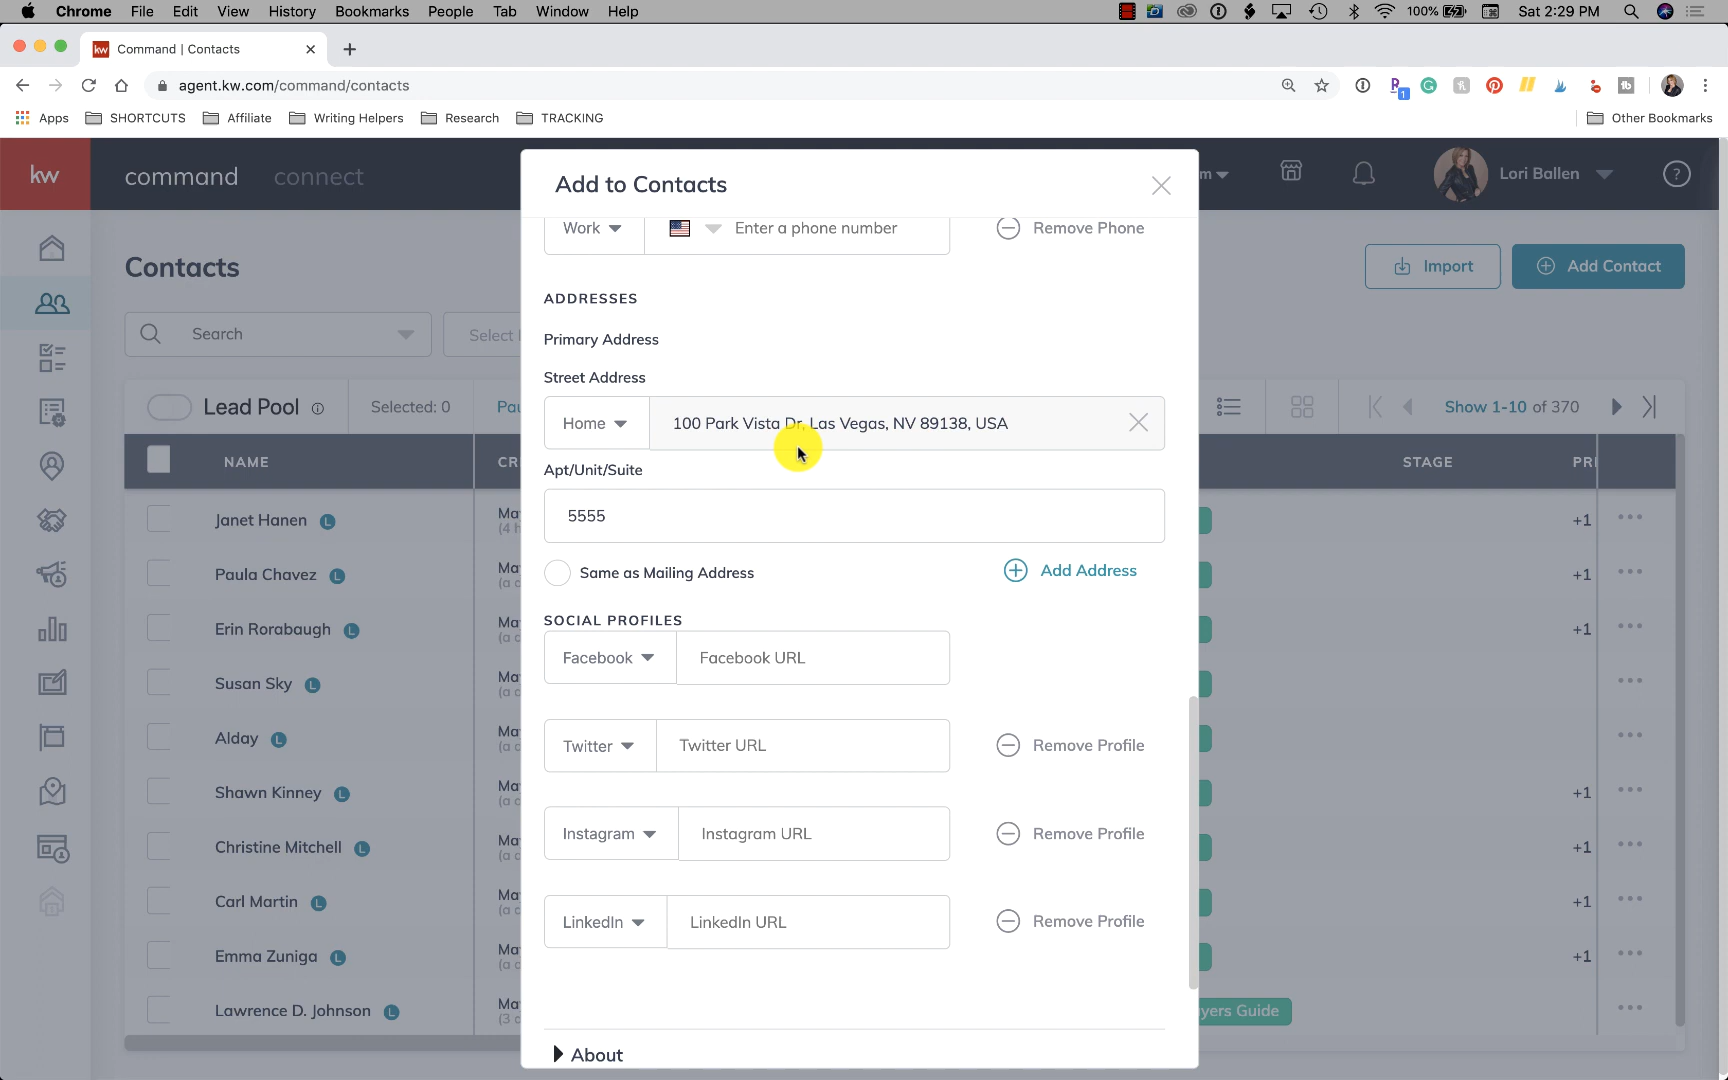 Chrome File Edit View History Bookmarks People Tab Window Help 100% Sat 2:29 PM
Command | Contacts
agent.kw.com/command/contacts
Apps SHORTCUTS Affiliate Writing Helpers Research TRACKING Other Bookmarks
kw command connect Lori Ballen
Contacts
Import
Add Contact
Search
Select
Lead Pool
Selected: 0
Show 1-10 of 370
NAME
STAGE
Janet Hanen L
+1
Paula Chavez L
+1
Erin Rorabaugh L
+1
Susan Sky L
Alday L
Shawn Kinney L
+1
Christine Mitchell L
+1
Carl Martin L
+1
Emma Zuniga L
+1
Lawrence D. Johnson L
yers Guide
Add to Contacts
Work Enter a phone number Remove Phone
ADDRESSES
Primary Address
Street Address
Home 100 Park Vista Dr, Las Vegas, NV 89138, USA
Apt/Unit/Suite
5555
Same as Mailing Address Add Address
SOCIAL PROFILES
Facebook Facebook URL
Twitter Twitter URL Remove Profile
Instagram Instagram URL Remove Profile
LinkedIn LinkedIn URL Remove Profile
About